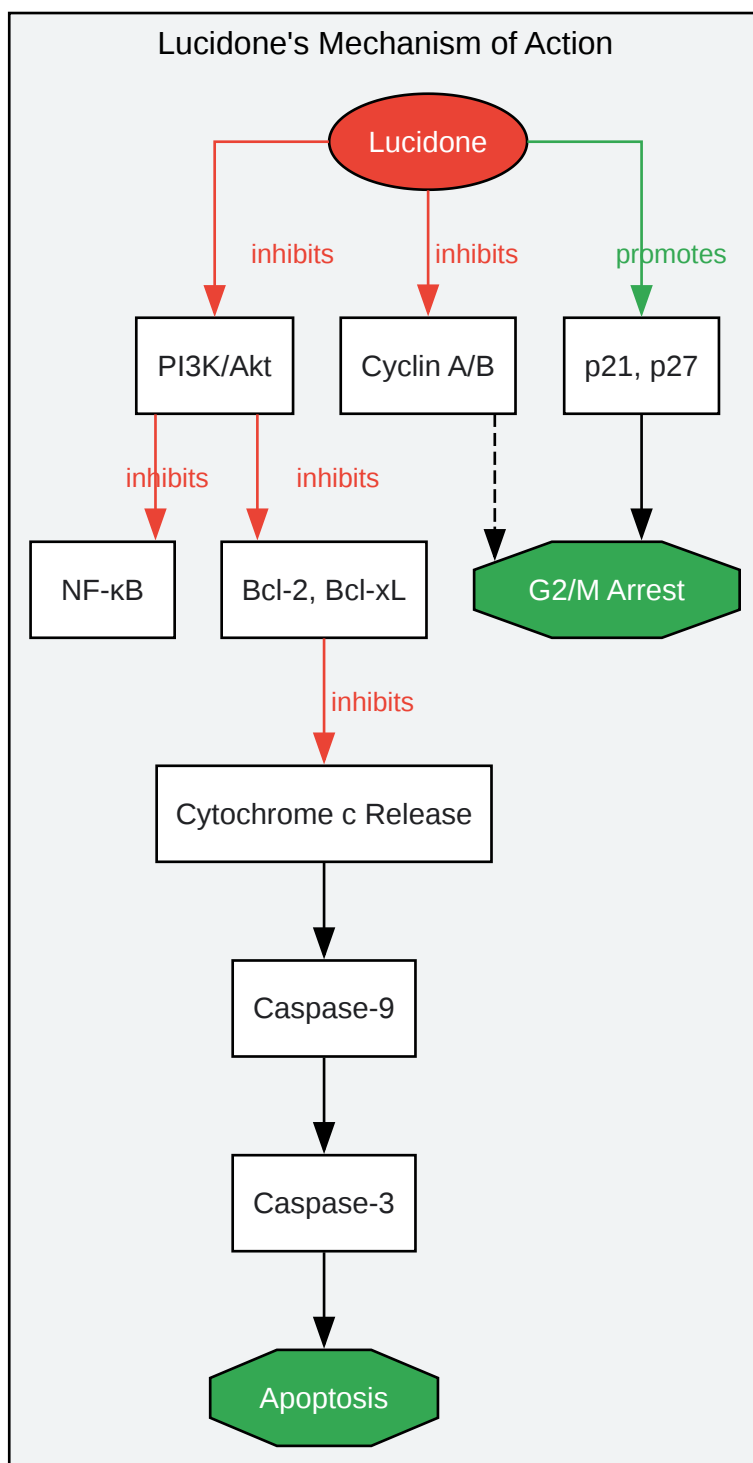 Lucidone's Mechanism of Action
Lucidone
inhibits
inhibits
promotes
PI3K/Akt
Cyclin A/B
p21, p27
inhibits
inhibits
NF-κB
Bcl-2, Bcl-xL
G2/M Arrest
inhibits
Cytochrome c Release
Caspase-9
Caspase-3
Apoptosis